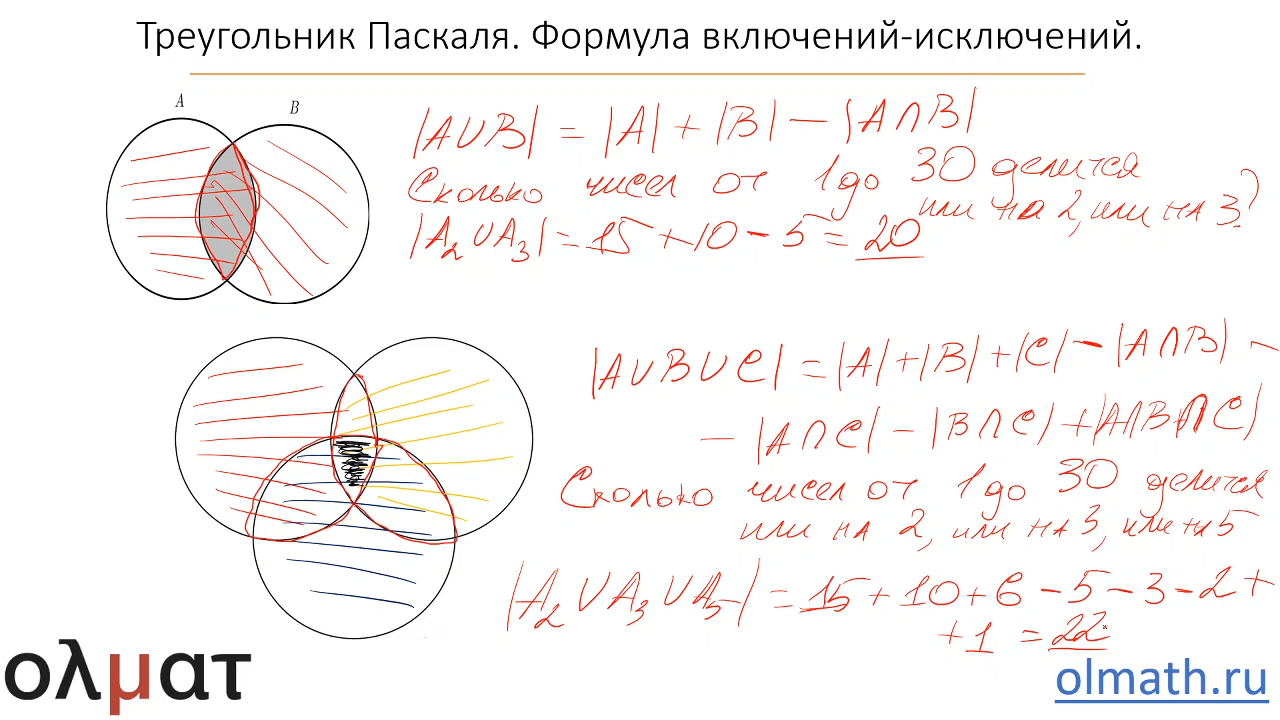 Треугольник Паскаля. Формула включений-исключений.
A
B
|A∪B| = |A| + |B| − |A∩B|
Сколько чисел от 1 до 30 делится
или на 2, или на 3?
|A₂∪A₃| = 15 + 10 − 5 = 20
|A∪B∪C| = |A| + |B| + |C| − |A∩B| −
− |A∩C| − |B∩C| + |A∩B∩C|
Сколько чисел от 1 до 30 делится
или на 2, или на 3, или на 5
|A₂∪A₃∪A₅| = 15 + 10 + 6 − 5 − 3 − 2 +
+ 1 = 22
ολματ
olmath.ru